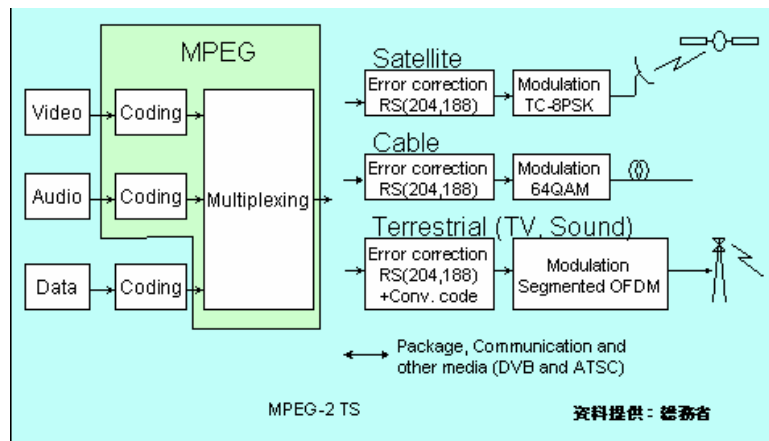 MPEG
Video
Coding
Audio
Coding
Data
Coding
Multiplexing
Satellite
Error correction
RS(204,188)
Modulation
TC-8PSK
Cable
Error correction
RS(204,188)
Modulation
64QAM
Terrestrial (TV, Sound)
Error correction
RS(204,188)
+Conv. code
Modulation
Segmented OFDM
Package, Communication and
other media (DVB and ATSC)
MPEG-2 TS
資料提供：総務省